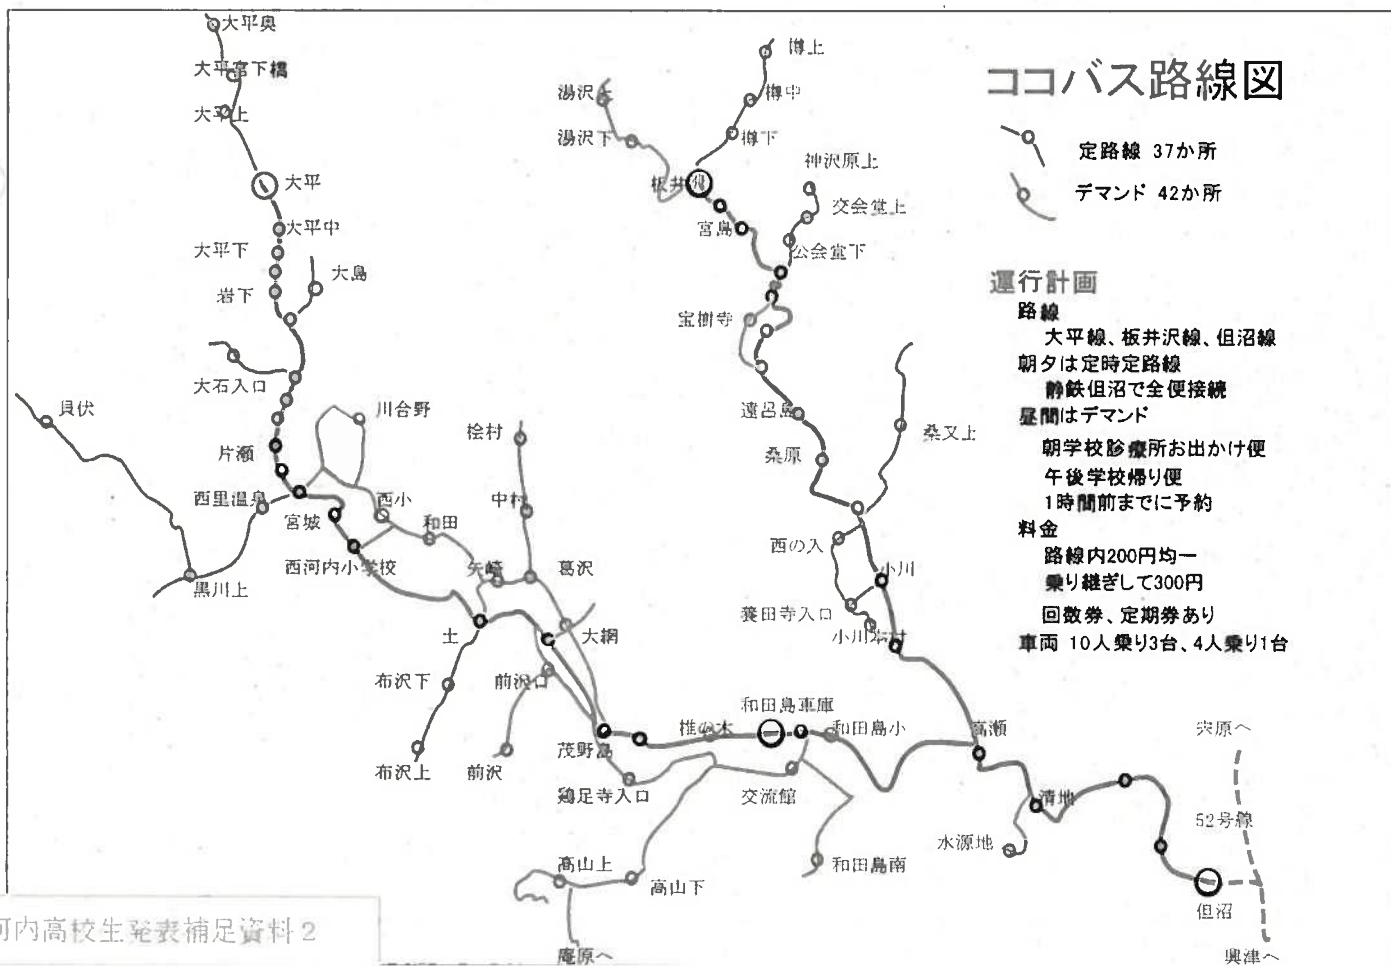 ココバス路線図
定路線 37か所
デマンド 42か所
運行計画
路線
大平線、板井沢線、但沼線
朝夕は定時定路線
静鉄但沼で全便接続
昼間はデマンド
朝学校診療所お出かけ便
午後学校帰り便
1時間前までに予約
料金
路線内200円均一
乗り継ぎして300円
回数券、定期券あり
車両 10人乗り3台、4人乗り1台
大平奥
大平宮下橋
大平上
大平
大平中
大平下
大島
岩下
大石入口
貝伏
川合野
片瀬
西里温泉
宮城
西小
和田
西河内小学校
黒川上
桧村
中村
矢崎
葛沢
土
大網
布沢下
前沢口
布沢上
前沢
茂野島
椎の木
和田島車庫
和田島小
鶏足寺入口
交流館
和田島南
高山上
高山下
庵原へ
湯沢上
湯沢下
樽上
樽中
樽下
板井沢
宮島
神沢原上
交会堂上
公会堂下
宝樹寺
遠呂島
桑原
桑又上
西の入
小川
養田寺入口
小川本村
高瀬
清地
水源地
宍原へ
52号線
但沼
興津へ
河内高校生発表補足資料2